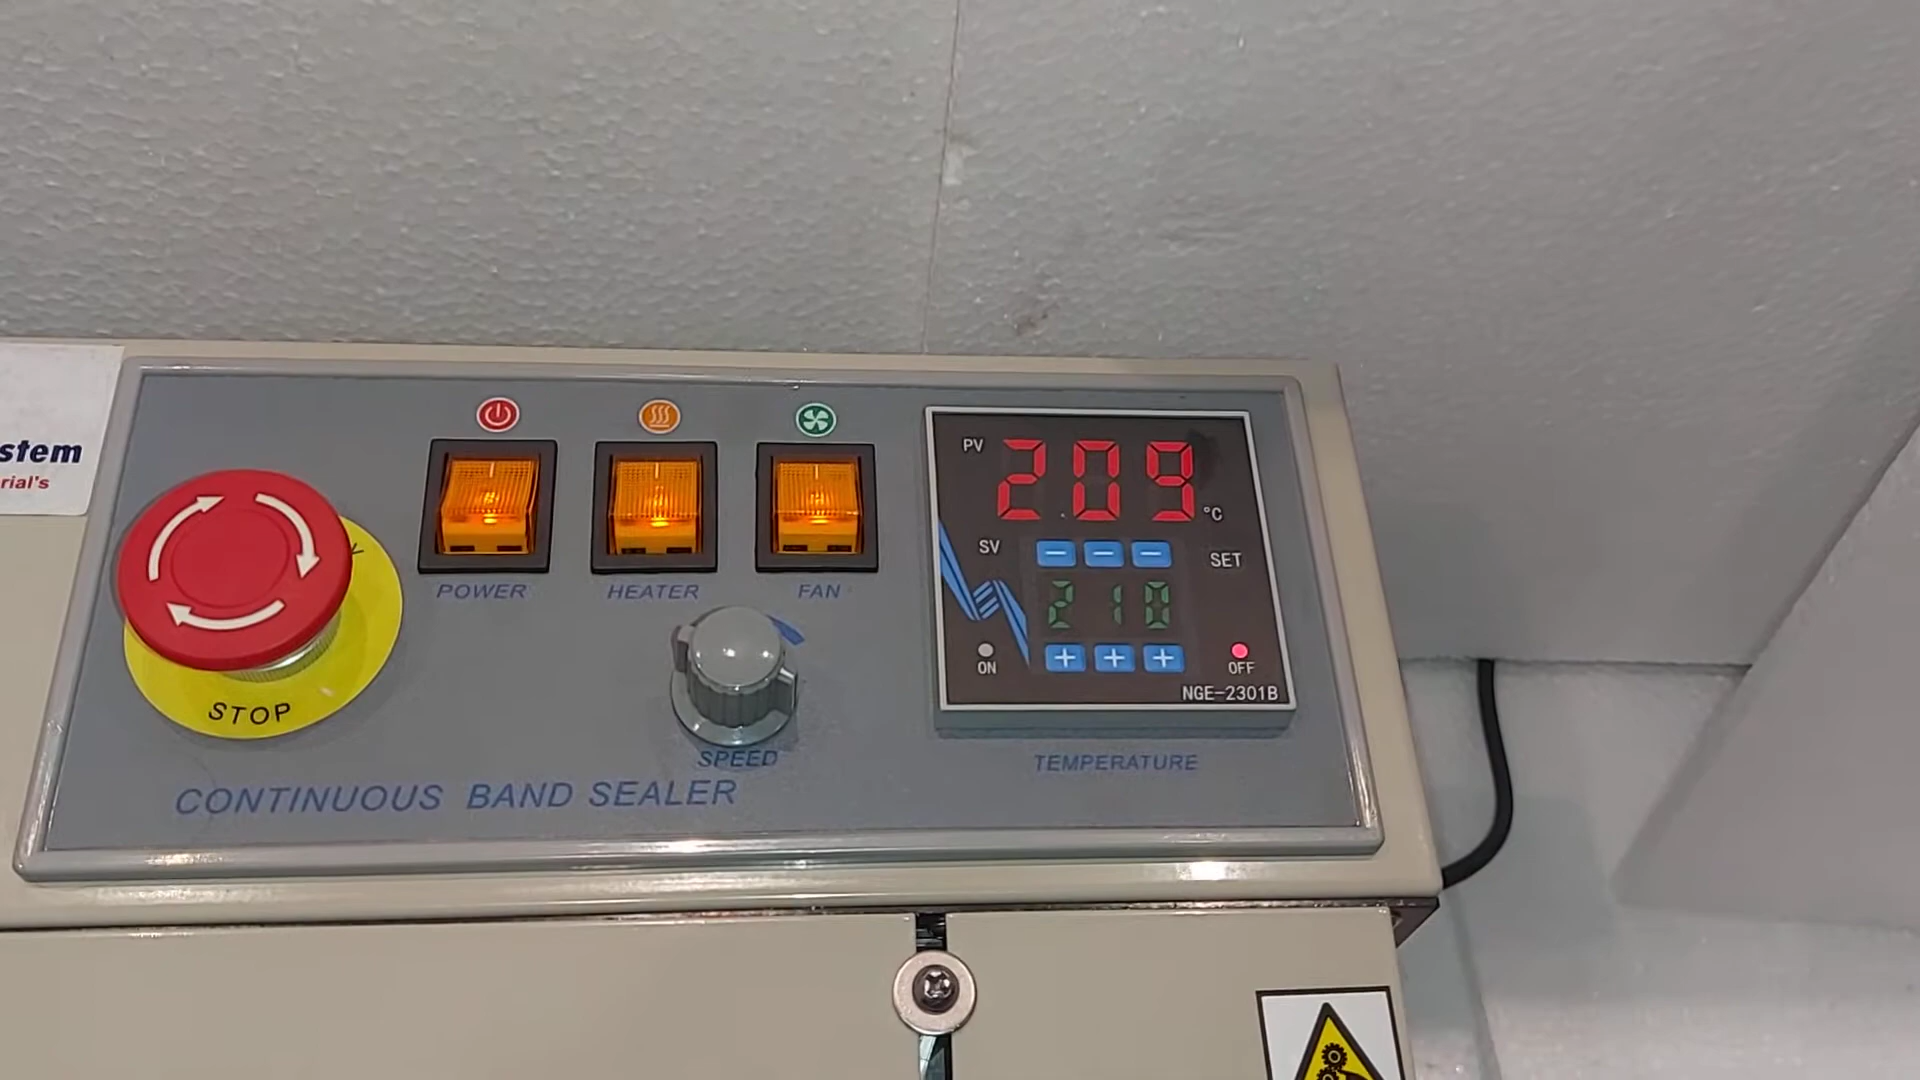 stem
rial's
POWER
HEATER
FAN
STOP
SPEED
CONTINUOUS BAND SEALER
PV
209
°C
SV
SET
210
ON
OFF
NGE-2301B
TEMPERATURE